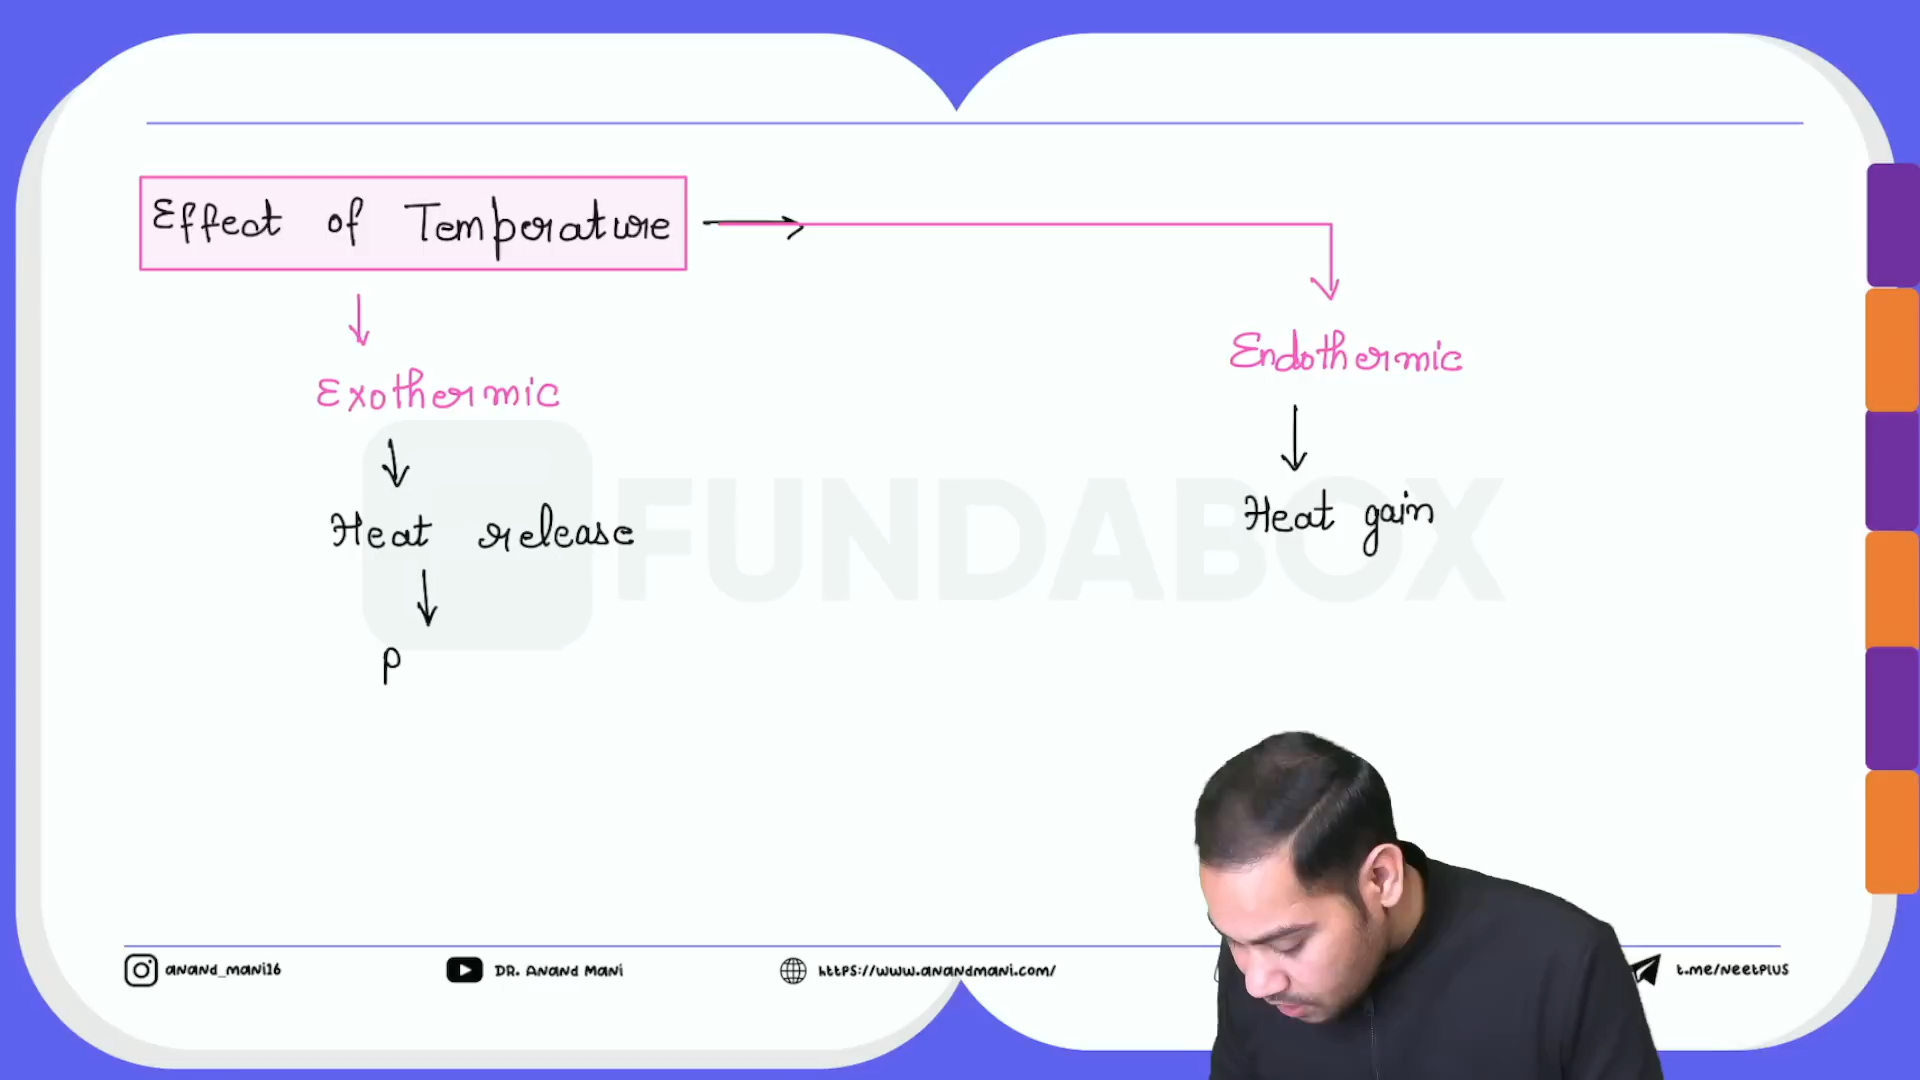 Effect of Temperature
Exothermic
Endothermic
Heat release
Heat gain
P
FUNDABOX
anand_mani16
DR. Anand Mani
https://www.anandmani.com/
t.me/neetplus